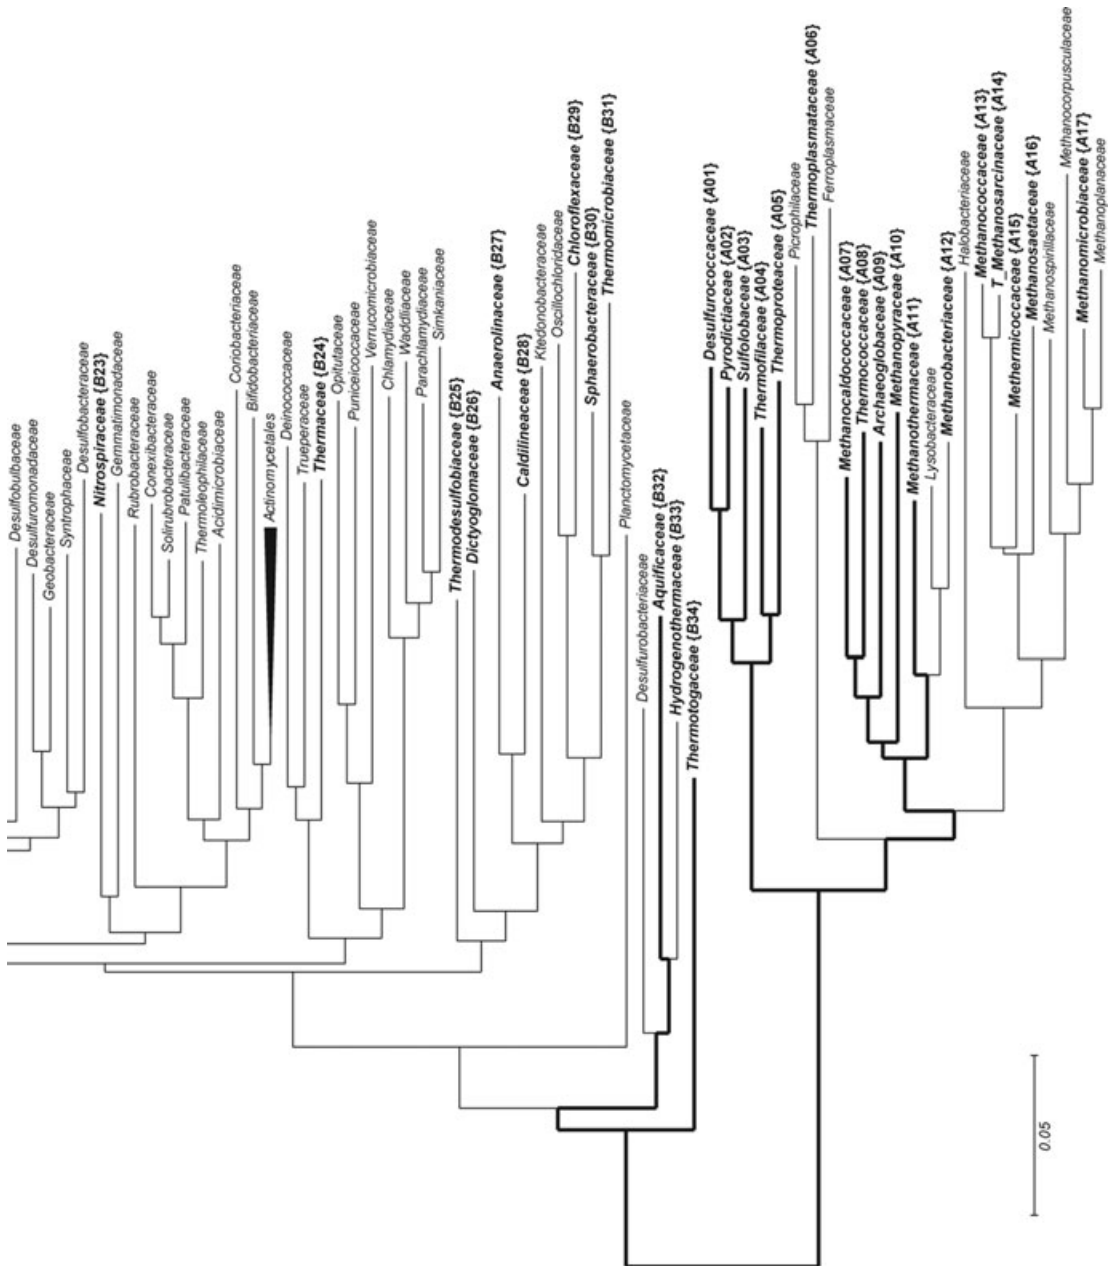 Desulfobulbaceae
Desulfuromonadaceae
Geobacteraceae
Syntrophaceae
Desulfobacteraceae
Nitrospiraceae {B23}
Gemmatimonadaceae
Rubrobacteraceae
Conexibacteraceae
Solirubrobacteraceae
Patulibacteraceae
Thermoleophilaceae
Acidimicrobiaceae
Coriobacteriaceae
Bifidobacteriaceae
Actinomycetales
Deinococcaceae
Trueperaceae
Thermaceae {B24}
Opitutaceae
Puniceicoccaceae
Verrucomicrobiaceae
Chlamydiaceae
Waddliaceae
Parachlamydiaceae
Simkaniaceae
Thermodesulfobiaceae {B25}
Dictyoglomaceae {B26}
Anaerolinaceae {B27}
Caldilineaceae {B28}
Ktedonobacteraceae
Oscillochloridaceae
Chloroflexaceae {B29}
Sphaerobacteraceae {B30}
Thermomicrobiaceae {B31}
Planctomycetaceae
Desulfurobacteriaceae
Aquificaceae {B32}
Hydrogenothermaceae {B33}
Thermotogaceae {B34}
Desulfurococcaceae {A01}
Pyrodictiaceae {A02}
Sulfolobaceae {A03}
Thermofilaceae {A04}
Thermoproteaceae {A05}
Picrophilaceae
Thermoplasmataceae {A06}
Ferroplasmaceae
Methanocaldococcaceae {A07}
Thermococcaceae {A08}
Archaeoglobaceae {A09}
Methanopyraceae {A10}
Methanothermaceae {A11}
Lysobacteraceae
Methanobacteriaceae {A12}
Halobacteriaceae
Methanococcaceae {A13}
T_Methanosarcinaceae {A14}
Methermicoccaceae {A15}
Methanosaetaceae {A16}
Methanospirillaceae
Methanocorpusculaceae
Methanomicrobiaceae {A17}
Methanoplanaceae
0.05